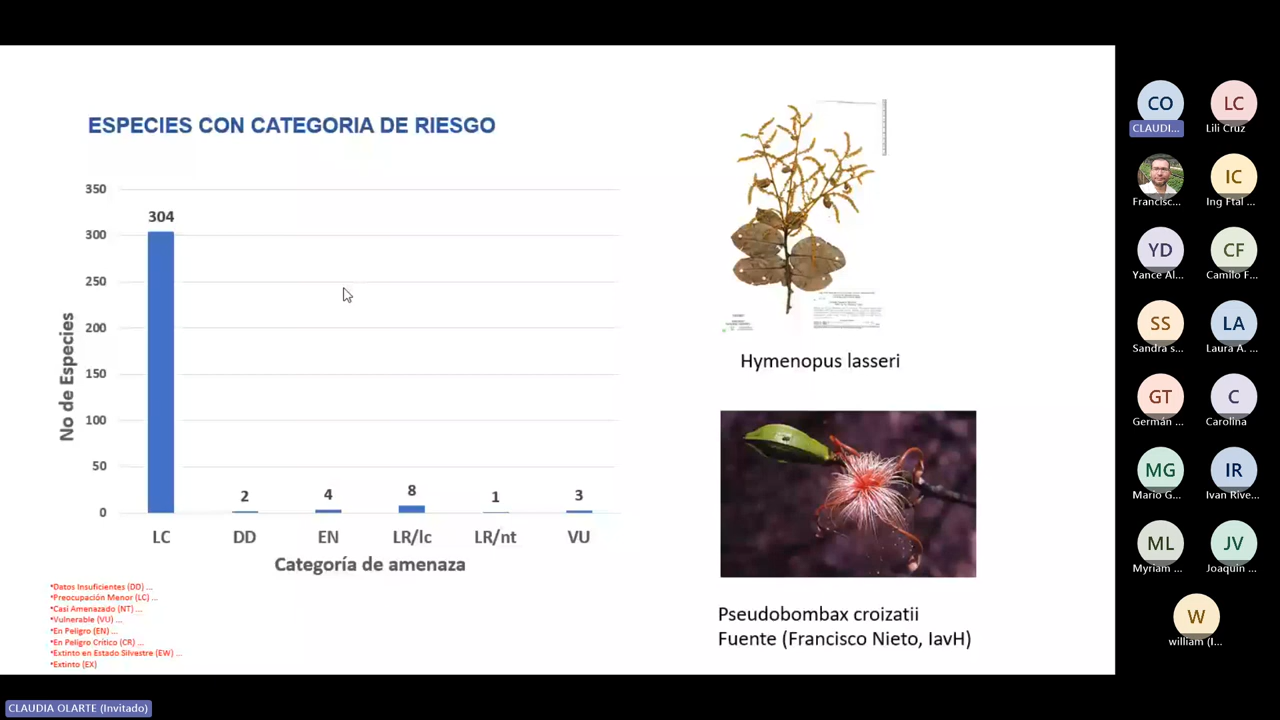 ESPECIES CON CATEGORIA DE RIESGO
350
300
250
200
150
100
50
0
No de Especies
304
2
4
8
1
3
LC
DD
EN
LR/lc
LR/nt
VU
Categoría de amenaza
•Datos Insuficientes (DD) ...
•Preocupación Menor (LC) ...
•Casi Amenazado (NT) ...
•Vulnerable (VU) ...
•En Peligro (EN) ...
•En Peligro Crítico (CR) ...
•Extinto en Estado Silvestre (EW) ...
•Extinto (EX)
Hymenopus lasseri
Pseudobombax croizatii
Fuente (Francisco Nieto, IavH)
CO
CLAUDI...
LC
Lili Cruz
Francisc...
IC
Ing Ftal ...
YD
Yance Al...
CF
Camilo F...
SS
Sandra s...
LA
Laura A. ...
GT
Germán ...
C
Carolina
MG
Mario G...
IR
Ivan Rive...
ML
Myriam ...
JV
Joaquin ...
W
william (I...
CLAUDIA OLARTE (Invitado)